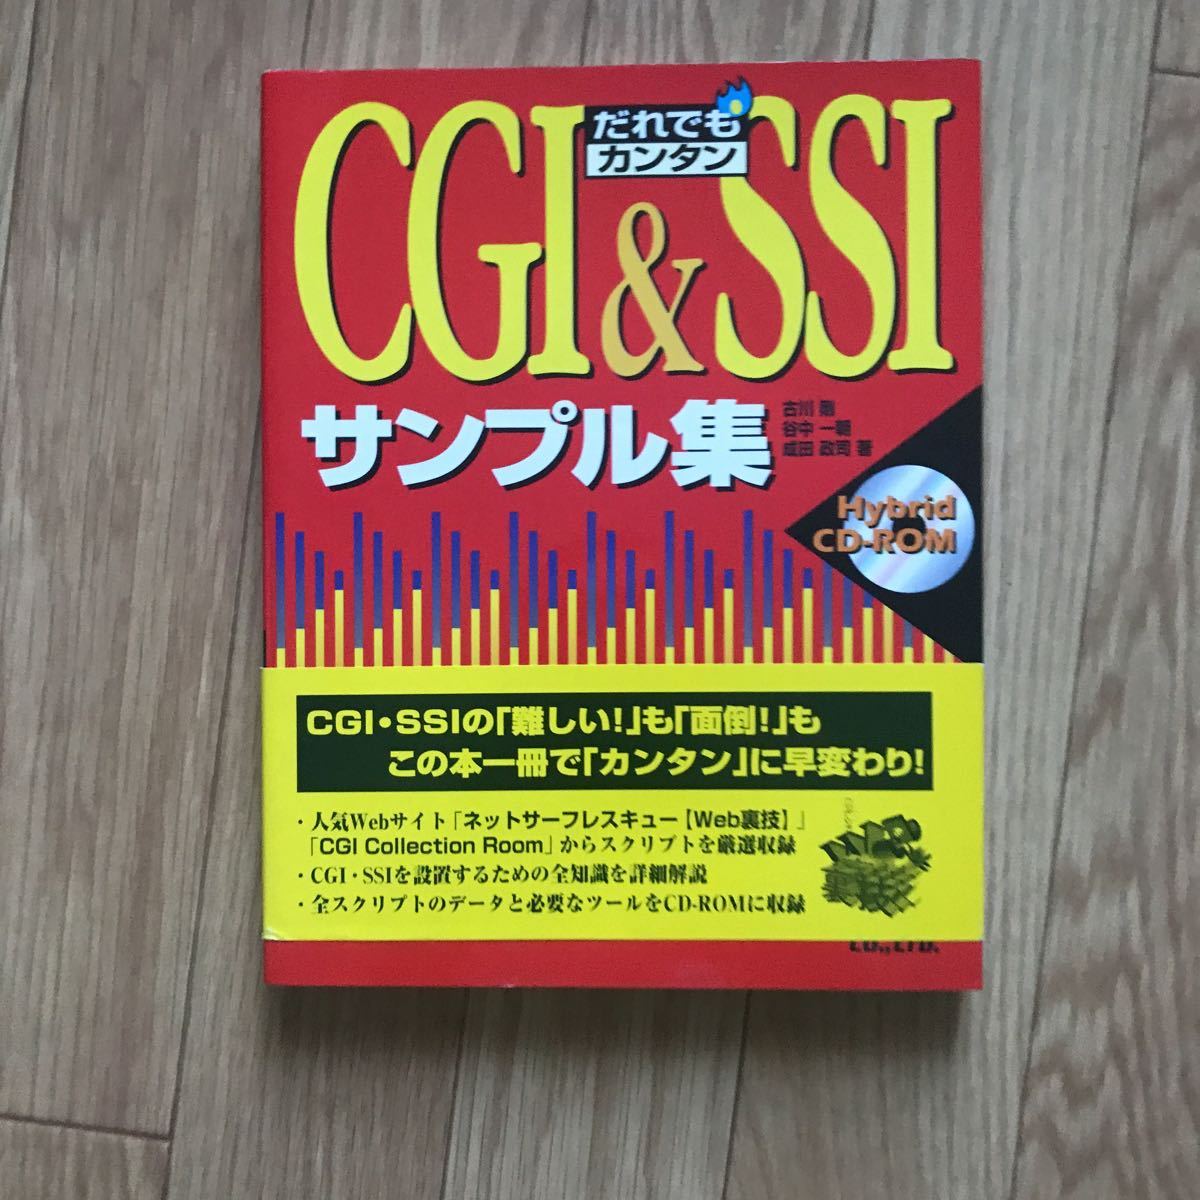 だれでも
カンタン
CGI&SSI
サンプル集
古川 剛
谷中 一朝
成田 政司 著
Hybrid
CD-ROM
CGI・SSIの「難しい!」も「面倒!」も
この本一冊で「カンタン」に早変わり!
・人気Webサイト「ネットサーフレスキュー【Web裏技】」
「CGI Collection Room」からスクリプトを厳選収録
・CGI・SSIを設置するための全知識を詳細解説
・全スクリプトのデータと必要なツールをCD-ROMに収録
裏技